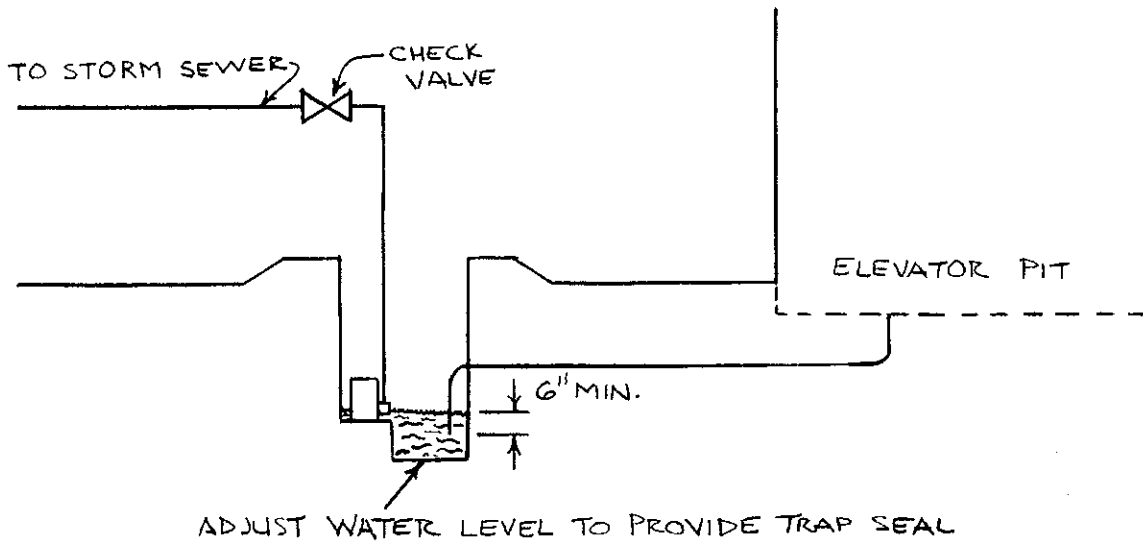 TO STORM SEWER
CHECK
VALVE
ELEVATOR PIT
6" MIN.
ADJUST WATER LEVEL TO PROVIDE TRAP SEAL